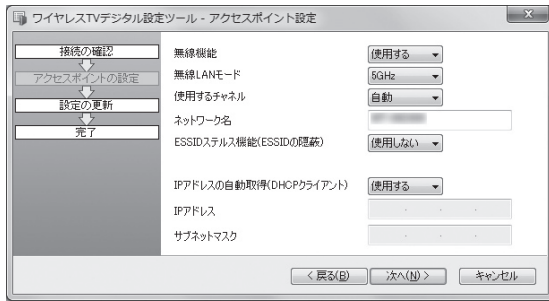 ワイヤレスTVデジタル設定ツール - アクセスポイント設定
接続の確認
アクセスポイントの設定
設定の更新
完了
無線機能 使用する
無線LANモード 5GHz
使用するチャネル 自動
ネットワーク名
ESSIDステルス機能(ESSIDの隠蔽) 使用しない
IPアドレスの自動取得(DHCPクライアント) 使用する
IPアドレス
サブネットマスク
< 戻る(B) 次へ(N) > キャンセル